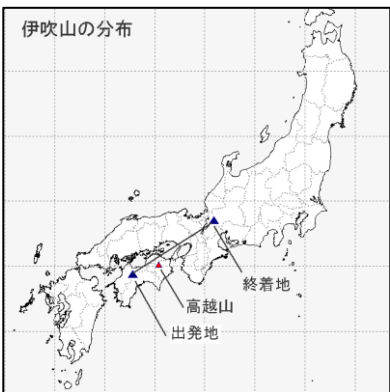 伊吹山の分布
終着地
高越山
出発地